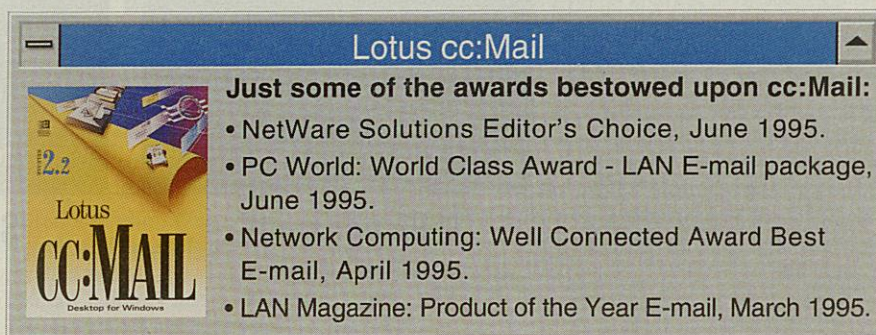 Lotus cc:Mail
Just some of the awards bestowed upon cc:Mail:
• NetWare Solutions Editor's Choice, June 1995.
• PC World: World Class Award - LAN E-mail package,
June 1995.
• Network Computing: Well Connected Award Best
E-mail, April 1995.
• LAN Magazine: Product of the Year E-mail, March 1995.
2.2
Lotus
CC:MAIL
Desktop for Windows